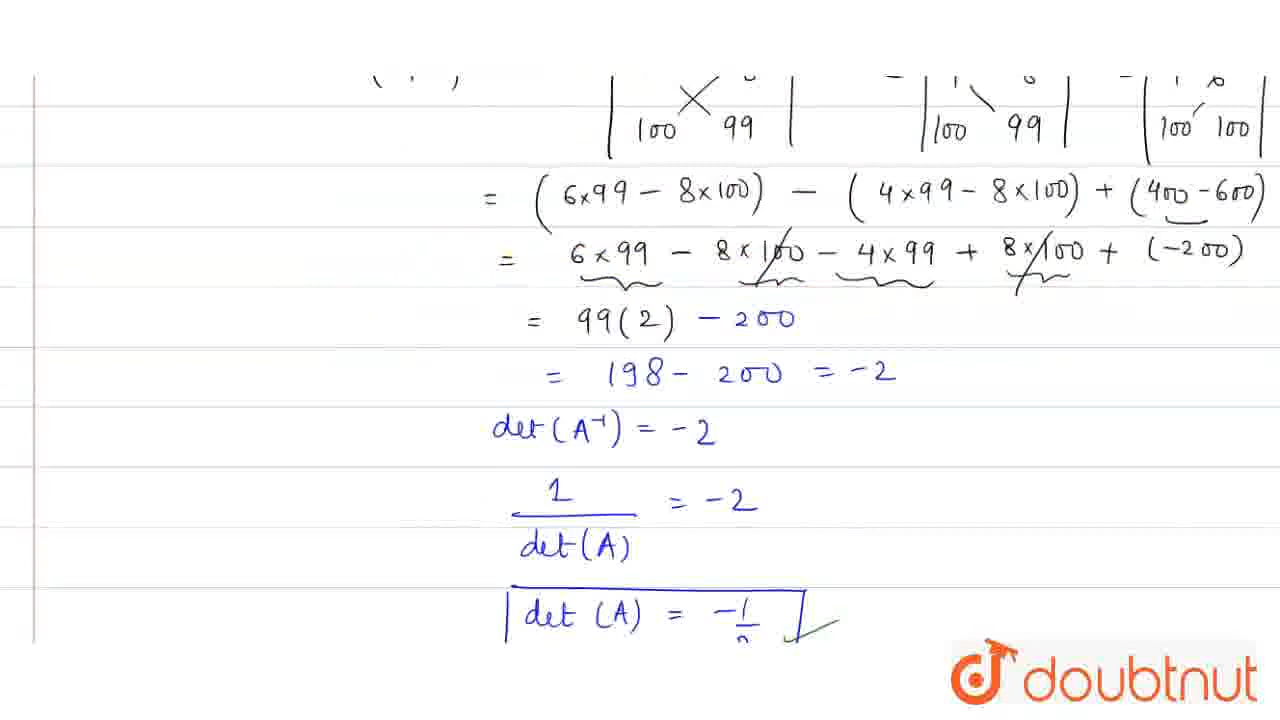 100 99 100 99 100 100
= (6×99 − 8×100) − (4×99 − 8×100) + (400 − 600)
= 6×99 − 8×100 − 4×99 + 8×100 + (−200)
= 99(2) − 200
= 198 − 200 = −2
det(A⁻¹) = −2
1
= −2
det(A)
det (A) = −1/
doubtnut